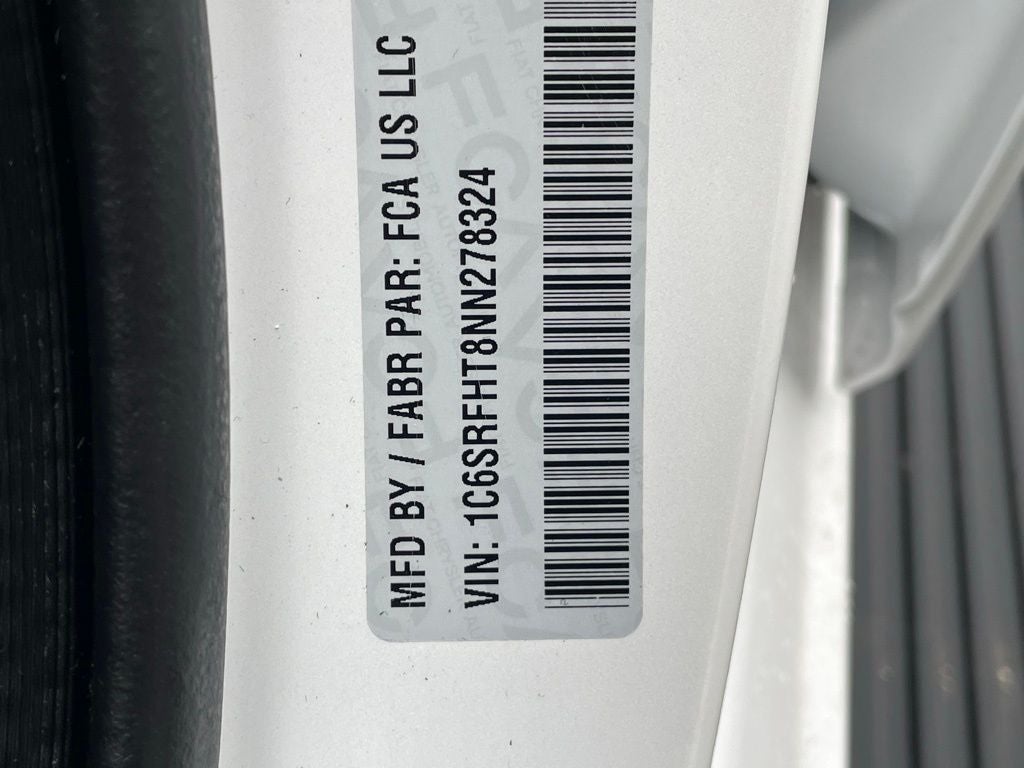 MFD BY / FABR PAR: FCA US LLC
VIN: 1C6SRFHT8NN278324